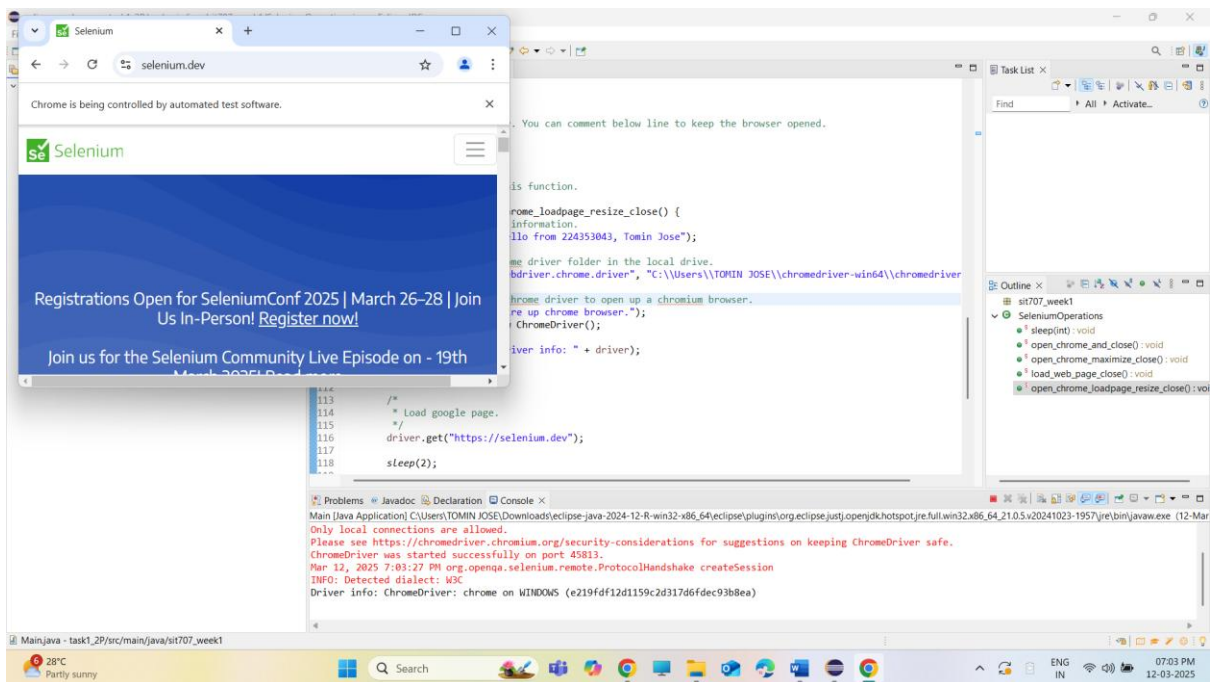 Selenium
selenium.dev
Chrome is being controlled by automated test software.
Selenium
Registrations Open for SeleniumConf 2025 | March 26–28 | Join
Us In-Person! Register now!
Join us for the Selenium Community Live Episode on - 19th
. You can comment below line to keep the browser opened.
is function.
rome_loadpage_resize_close() {
information.
llo from 224353043, Tomin Jose");
me driver folder in the local drive.
bdriver.chrome.driver", "C:\\Users\\TOMIN JOSE\\chromedriver-win64\\chromedriver
hrome driver to open up a chromium browser.
re up chrome browser.");
ChromeDriver();
iver info: " + driver);
113 /*
114 * Load google page.
115 */
116 driver.get("https://selenium.dev");
117
118 sleep(2);
Task List
Find All Activate...
Outline
sit707_week1
SeleniumOperations
sleep(int) : void
open_chrome_and_close() : void
open_chrome_maximize_close() : void
load_web_page_close() : void
open_chrome_loadpage_resize_close() : voi
Problems Javadoc Declaration Console
Main [Java Application] C:\Users\TOMIN JOSE\Downloads\eclipse-java-2024-12-R-win32-x86_64\eclipse\plugins\org.eclipse.justj.openjdk.hotspot.jre.full.win32.x86_64_21.0.5.v20241023-1957\jre\bin\javaw.exe (12-Mar
Only local connections are allowed.
Please see https://chromedriver.chromium.org/security-considerations for suggestions on keeping ChromeDriver safe.
ChromeDriver was started successfully on port 45813.
Mar 12, 2025 7:03:27 PM org.openqa.selenium.remote.ProtocolHandshake createSession
INFO: Detected dialect: W3C
Driver info: ChromeDriver: chrome on WINDOWS (e219fdf12d1159c2d317d6fdec93b8ea)
Main.java - task1_2P/src/main/java/sit707_week1
6
28°C
Partly sunny
Search
ENG
IN
07:03 PM
12-03-2025